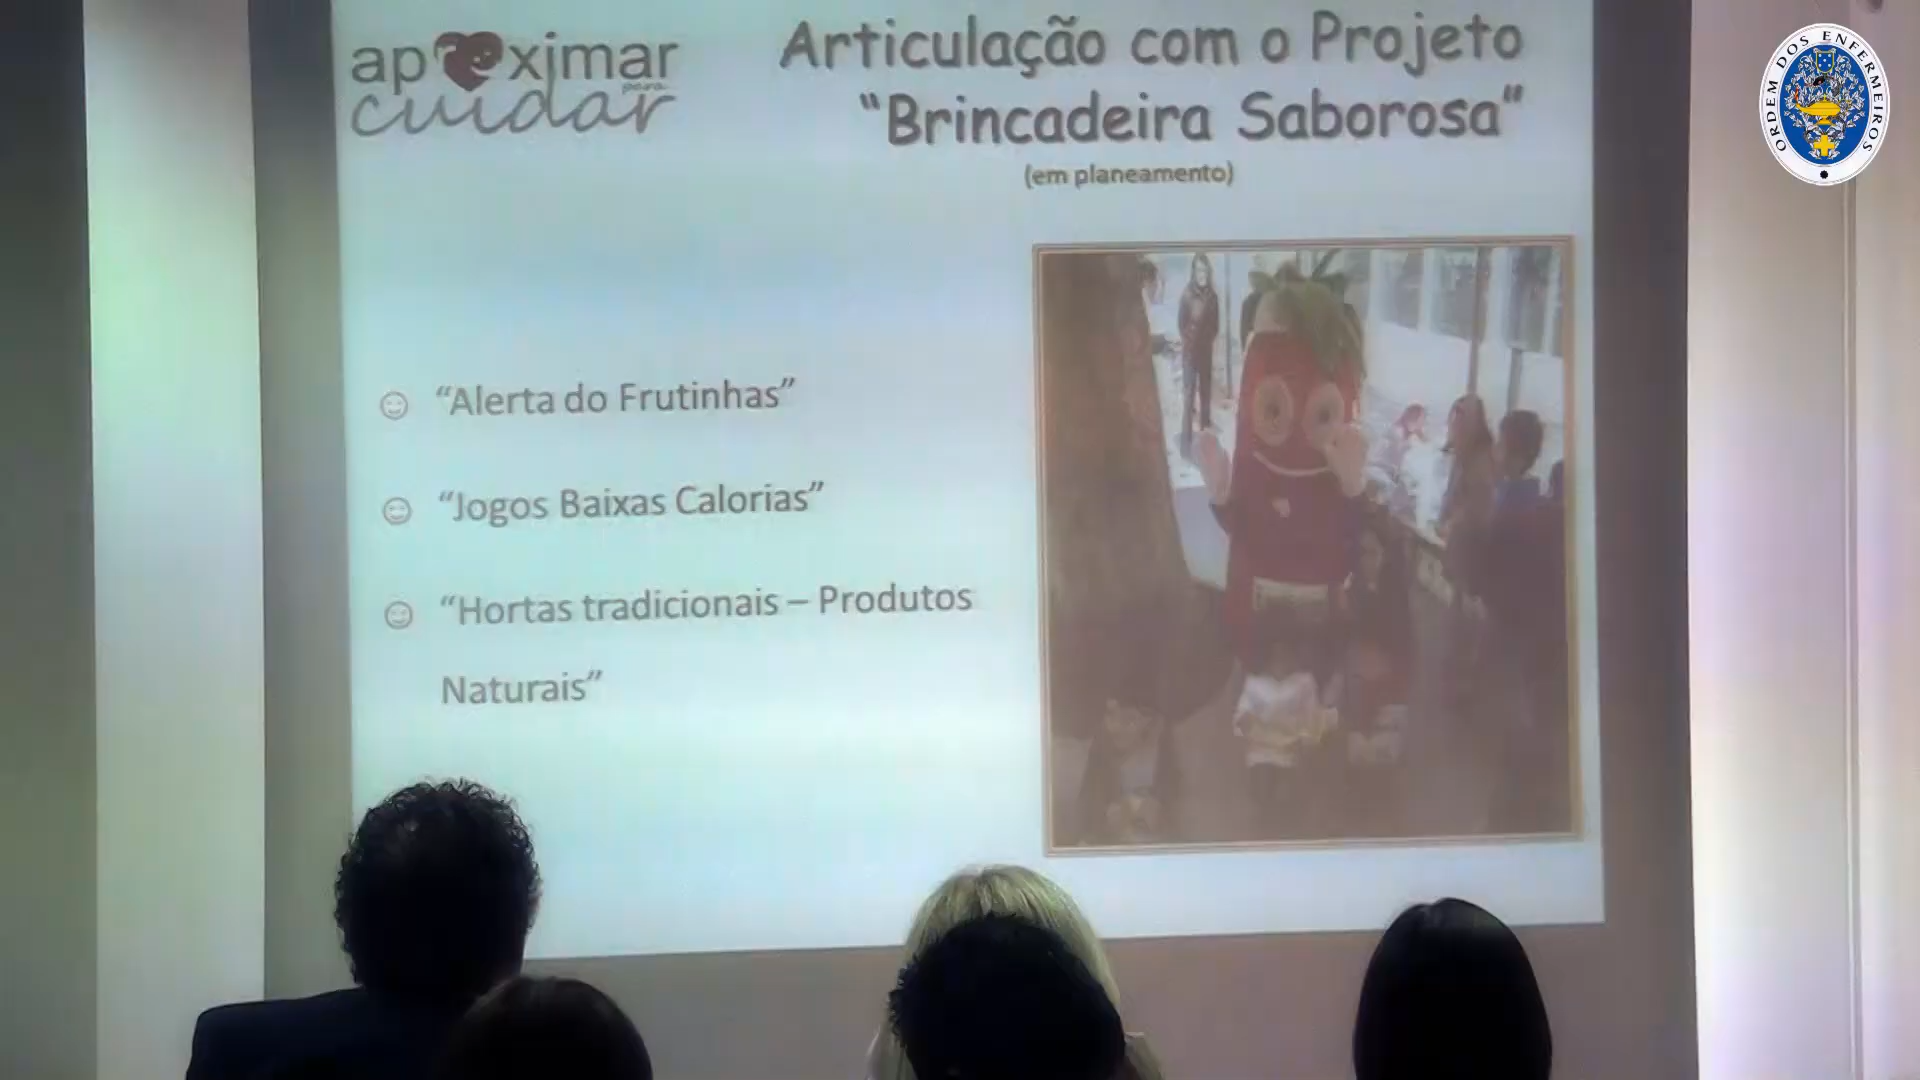 aproximar
para
cuidar
Articulação com o Projeto
“Brincadeira Saborosa“
(em planeamento)
☺ “Alerta do Frutinhas”
☺ “Jogos Baixas Calorias”
☺ “Hortas tradicionais – Produtos
Naturais”
ORDEM DOS ENFERMEIROS